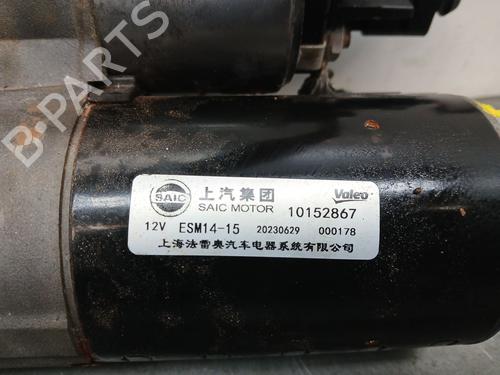 B-PARTS
SAIC
上汽集团
SAIC MOTOR
Valeo
10152867
12V ESM14-15 20230629 000178
上海法雷奥汽车电器系统有限公司